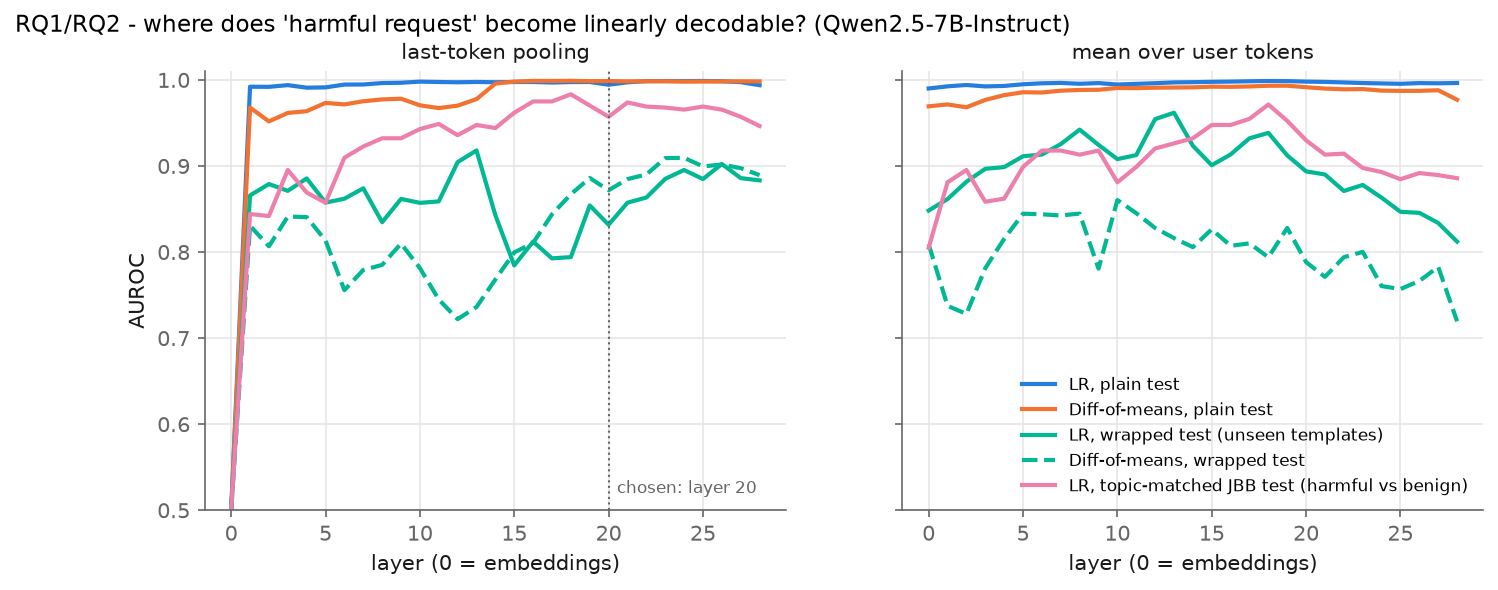 RQ1/RQ2 - where does 'harmful request' become linearly decodable? (Qwen2.5-7B-Instruct)
last-token pooling
mean over user tokens
AUROC
1.0
0.9
0.8
0.7
0.6
0.5
chosen: layer 20
0 5 10 15 20 25
layer (0 = embeddings)
LR, plain test
Diff-of-means, plain test
LR, wrapped test (unseen templates)
Diff-of-means, wrapped test
LR, topic-matched JBB test (harmful vs benign)
0 5 10 15 20 25
layer (0 = embeddings)